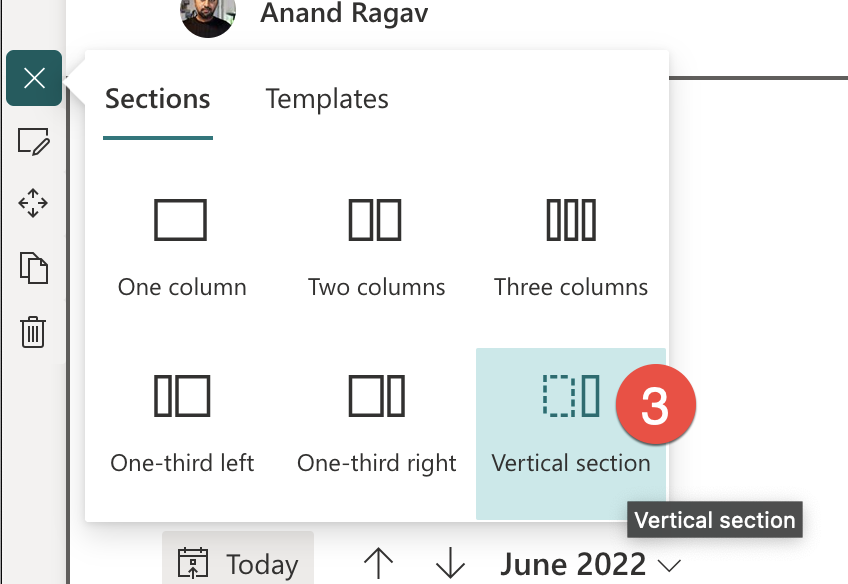 Anand Ragav
Sections Templates
One column Two columns Three columns
3
One-third left One-third right Vertical section
Vertical section
Today June 2022